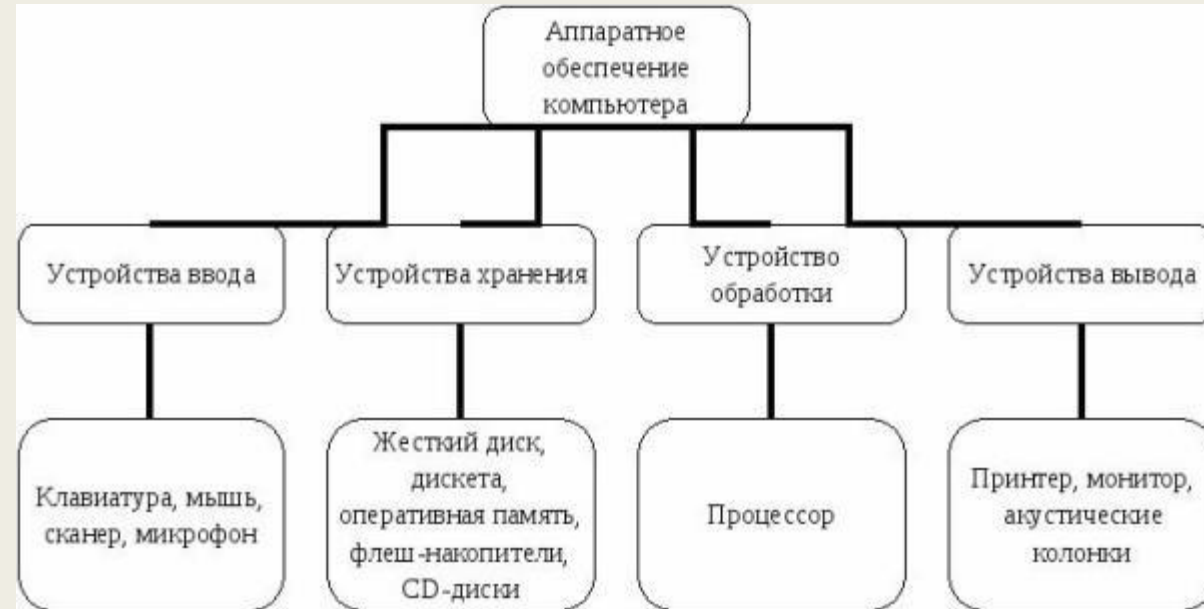 Аппаратное
обеспечение
компьютера
Устройства ввода
Устройства хранения
Устройство
обработки
Устройства вывода
Клавиатура, мышь,
сканер, микрофон
Жесткий диск,
дискета,
оперативная память,
флеш-накопители,
CD-диски
Процессор
Принтер, монитор,
акустические
колонки